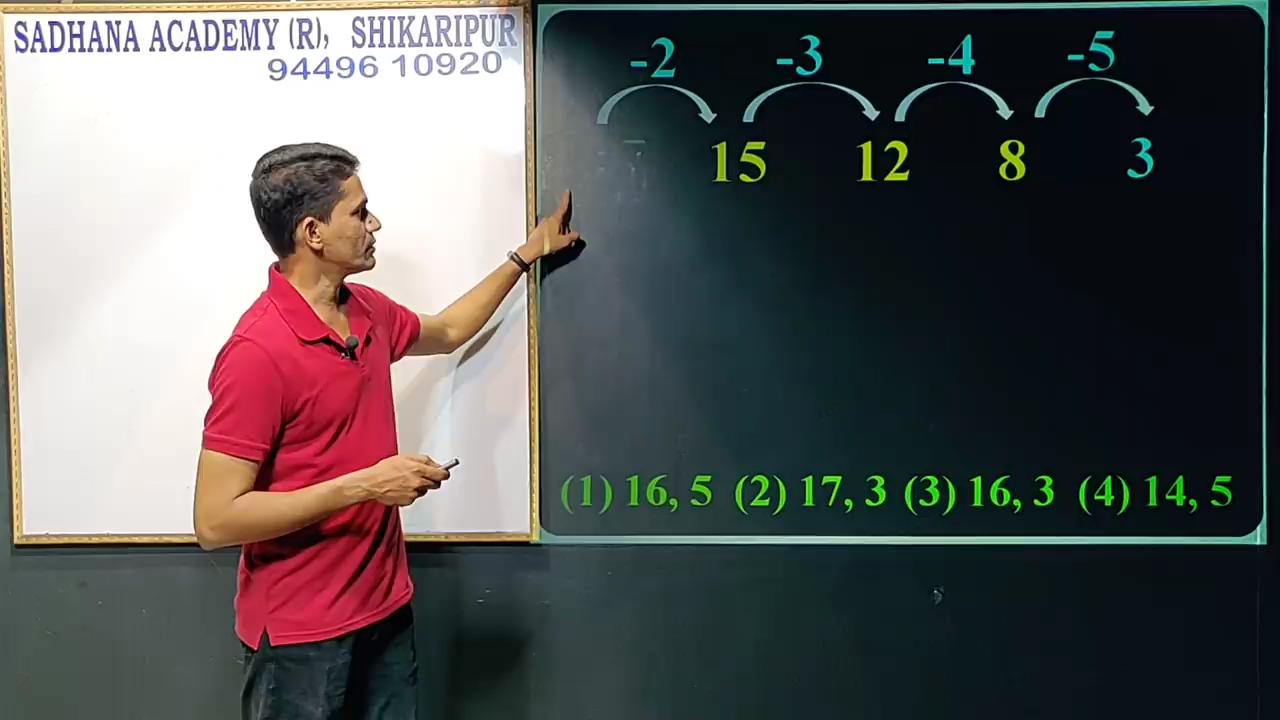 SADHANA ACADEMY (R), SHIKARIPUR
94496 10920
-2 -3 -4 -5
15 12 8 3
(1) 16, 5 (2) 17, 3 (3) 16, 3 (4) 14, 5